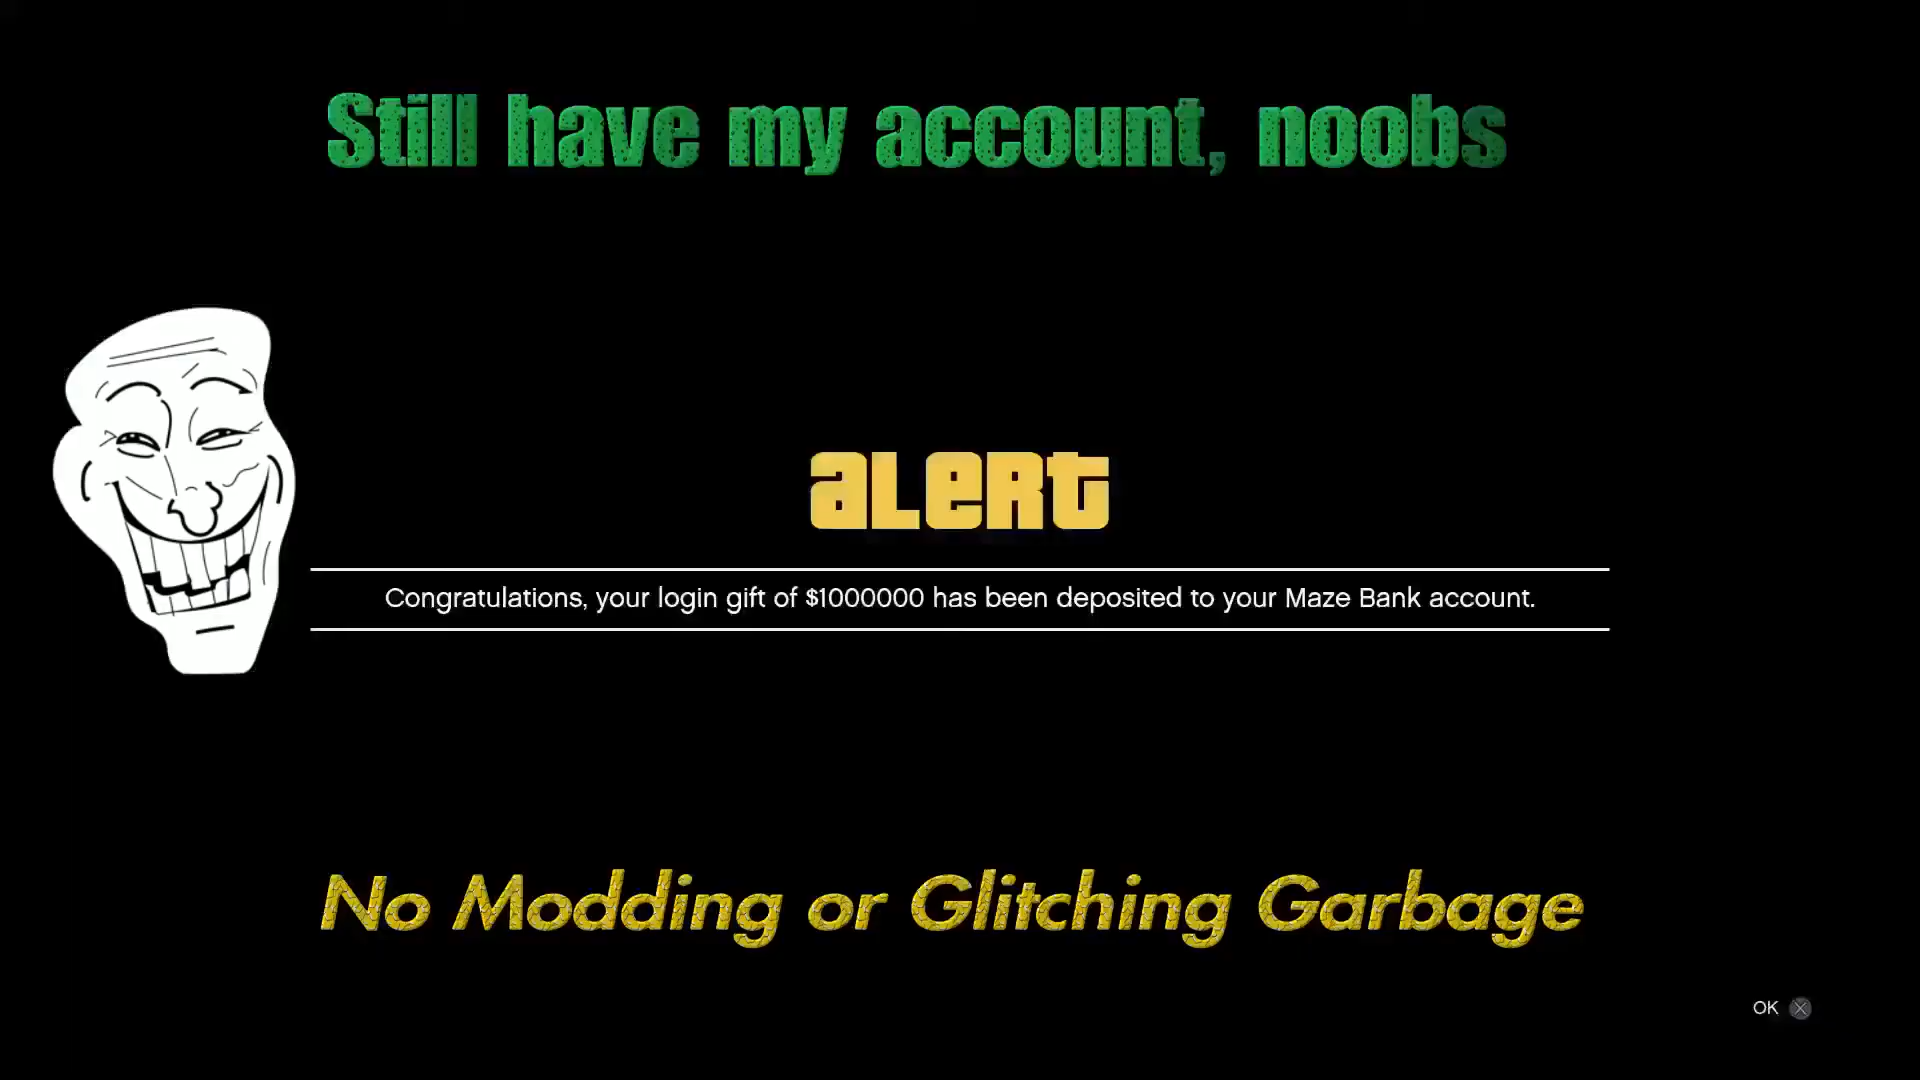 Still have my account, noobs
aLeRt
Congratulations, your login gift of $1000000 has been deposited to your Maze Bank account.
No Modding or Glitching Garbage
OK